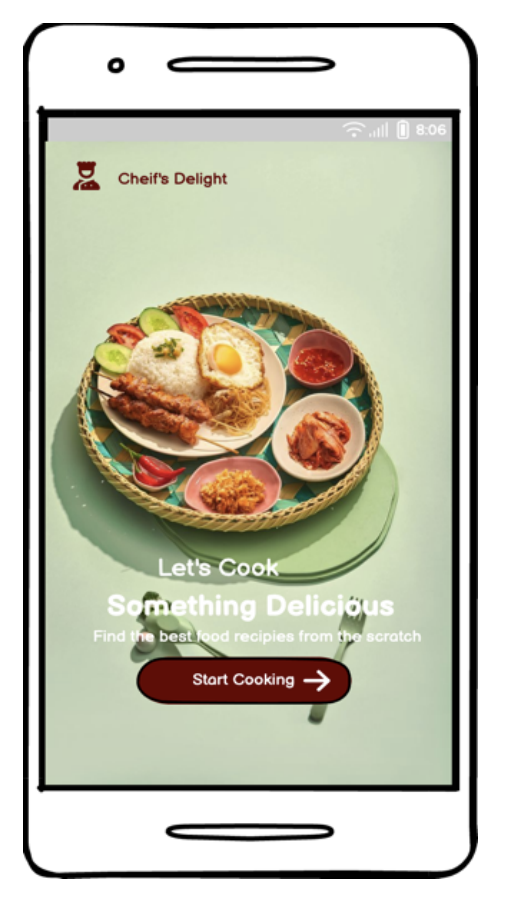 8:06
Cheif's Delight
Let's Cook
Something Delicious
Find the best food recipies from the scratch
Start Cooking